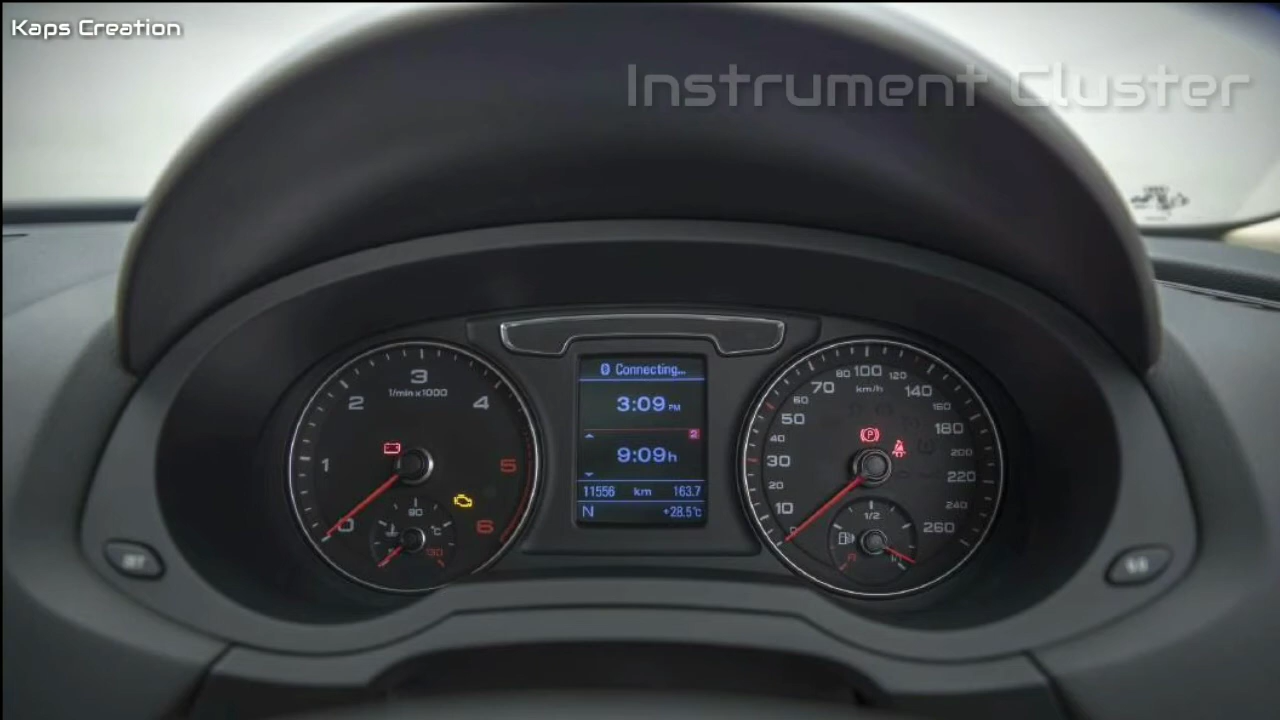 Kaps Creation
Instrument Cluster
Connecting...
3:09 PM
2
9:09h
11556 km 163.7
N +28.5°C
3
1/min x 1000
2
4
1
5
0
6
90
°C
130
100
80
120
km/h
70
140
60
160
50
180
40
200
30
220
20
240
10
260
0
1/2
P